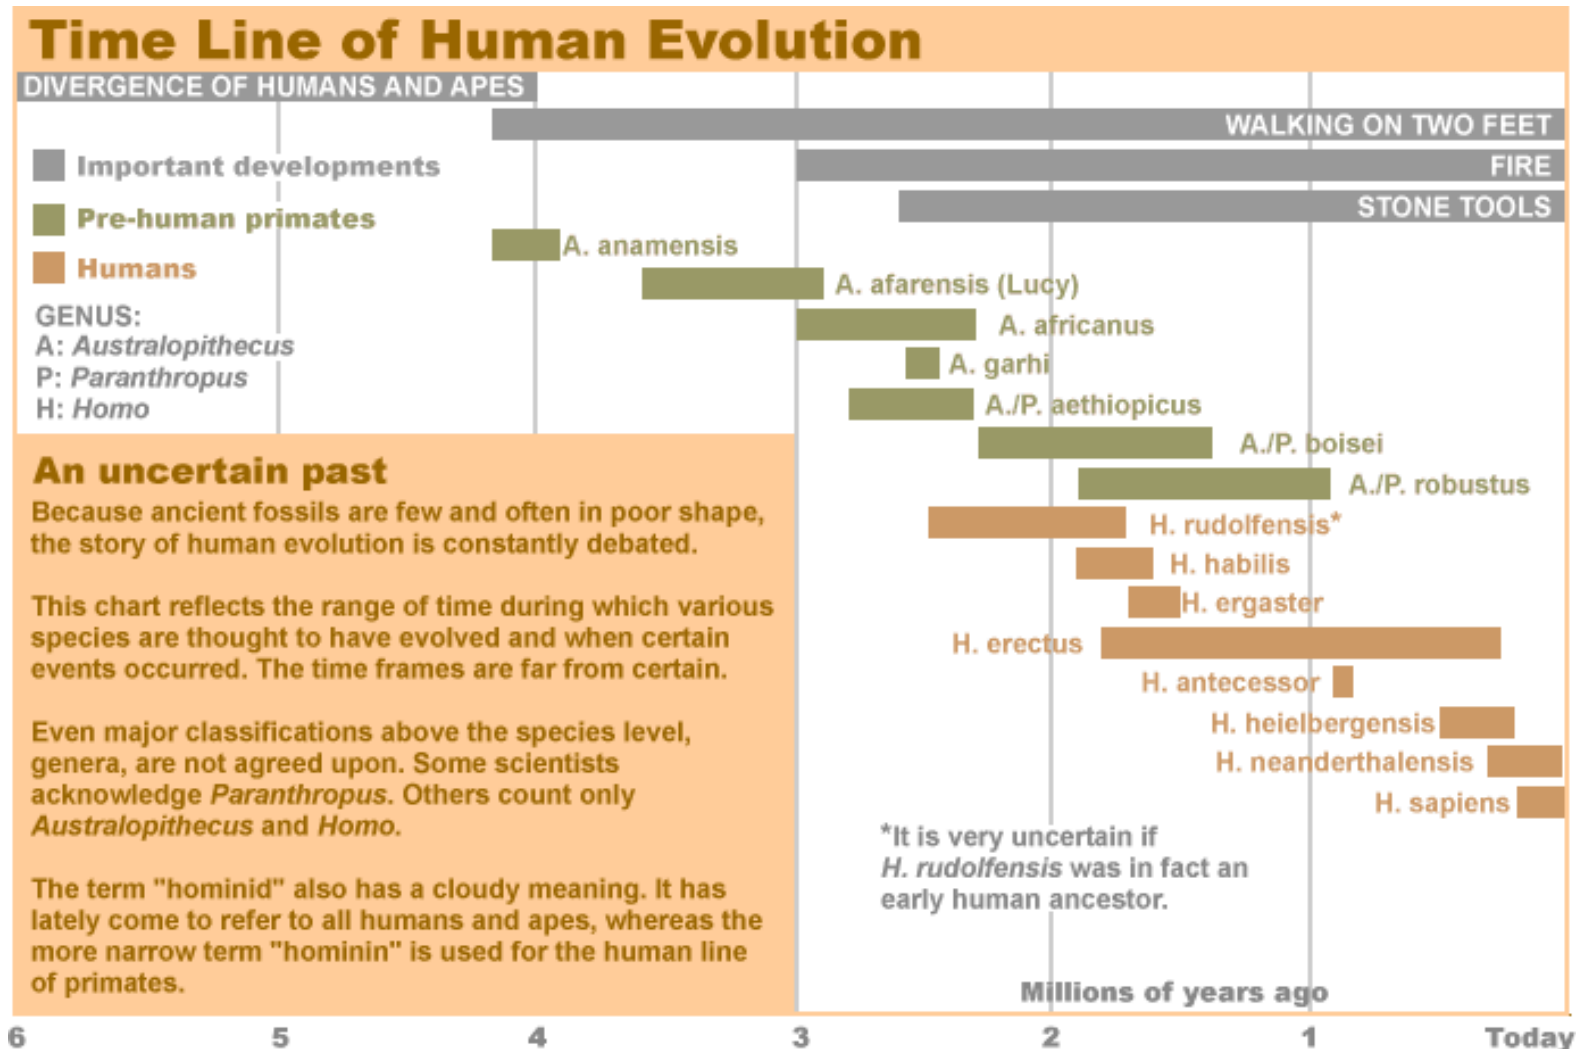 Time Line of Human Evolution
DIVERGENCE OF HUMANS AND APES
WALKING ON TWO FEET
FIRE
STONE TOOLS
Important developments
Pre-human primates
Humans
GENUS:
A: Australopithecus
P: Paranthropus
H: Homo
A. anamensis
A. afarensis (Lucy)
A. africanus
A. garhi
A./P. aethiopicus
A./P. boisei
A./P. robustus
H. rudolfensis*
H. habilis
H. ergaster
H. erectus
H. antecessor
H. heielbergensis
H. neanderthalensis
H. sapiens
An uncertain past
Because ancient fossils are few and often in poor shape,
the story of human evolution is constantly debated.
This chart reflects the range of time during which various
species are thought to have evolved and when certain
events occurred. The time frames are far from certain.
Even major classifications above the species level,
genera, are not agreed upon. Some scientists
acknowledge Paranthropus. Others count only
Australopithecus and Homo.
The term "hominid" also has a cloudy meaning. It has
lately come to refer to all humans and apes, whereas the
more narrow term "hominin" is used for the human line
of primates.
*It is very uncertain if
H. rudolfensis was in fact an
early human ancestor.
Millions of years ago
6 5 4 3 2 1 Today